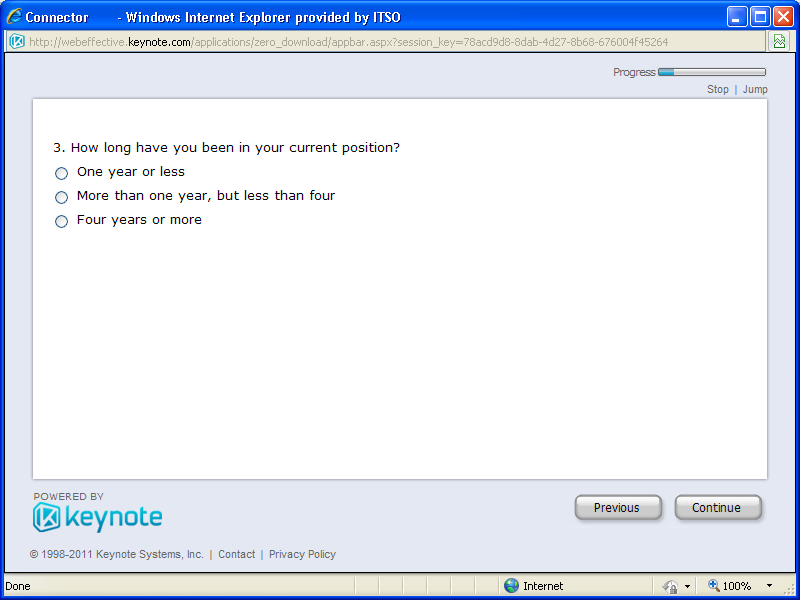 Connector - Windows Internet Explorer provided by ITSO
http://webeffective.keynote.com/applications/zero_download/appbar.aspx?session_key=78acd9d8-8dab-4d27-8b68-676004f45264
Progress
Stop | Jump
3. How long have you been in your current position?
One year or less
More than one year, but less than four
Four years or more
POWERED BY
keynote
Previous
Continue
© 1998-2011 Keynote Systems, Inc. | Contact | Privacy Policy
Done
Internet
100%